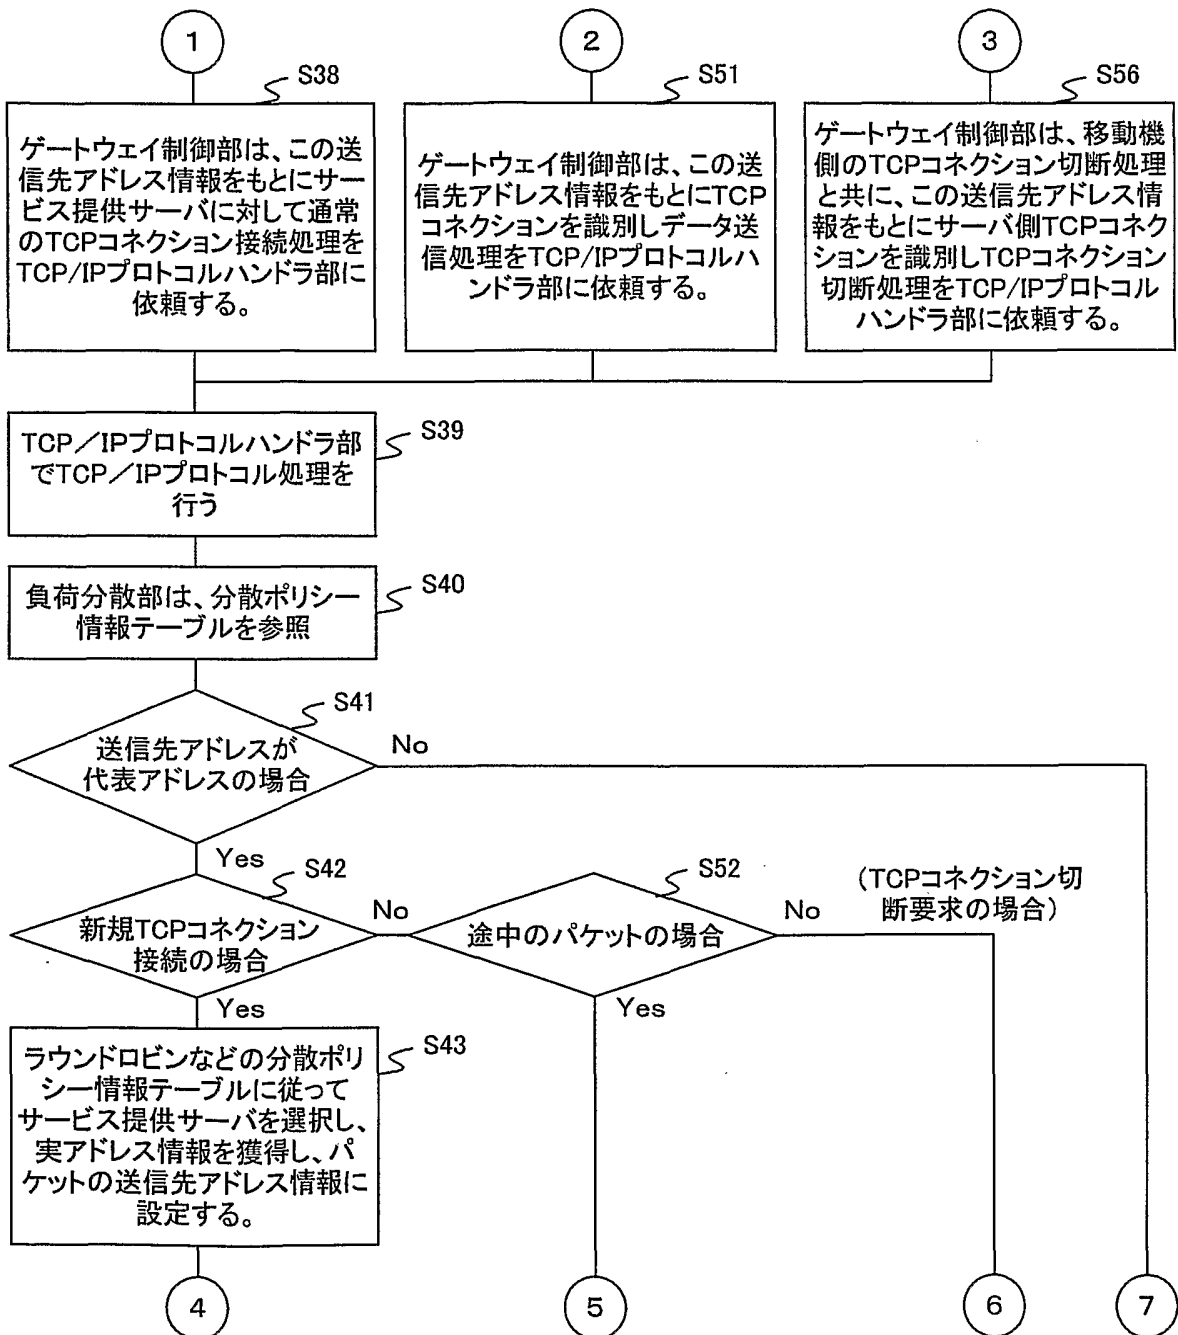 1
2
3
S38
S51
S56
ゲートウェイ制御部は、この送
信先アドレス情報をもとにサー
ビス提供サーバに対して通常
のTCPコネクション接続処理を
TCP/IPプロトコルハンドラ部に
依頼する。
ゲートウェイ制御部は、この送
信先アドレス情報をもとにTCP
コネクションを識別しデータ送
信処理をTCP/IPプロトコルハ
ンドラ部に依頼する。
ゲートウェイ制御部は、移動機
側のTCPコネクション切断処理
と共に、この送信先アドレス情
報をもとにサーバ側TCPコネク
ションを識別しTCPコネクション
切断処理をTCP/IPプロトコル
ハンドラ部に依頼する。
S39
TCP／IPプロトコルハンドラ部
でTCP／IPプロトコル処理を
行う
S40
負荷分散部は、分散ポリシー
情報テーブルを参照
S41
送信先アドレスが
代表アドレスの場合
No
Yes
S42
新規TCPコネクション
接続の場合
No
S52
途中のパケットの場合
No
(TCPコネクション切
断要求の場合)
Yes
Yes
S43
ラウンドロビンなどの分散ポリ
シー情報テーブルに従って
サービス提供サーバを選択し、
実アドレス情報を獲得し、パ
ケットの送信先アドレス情報に
設定する。
4
5
6
7